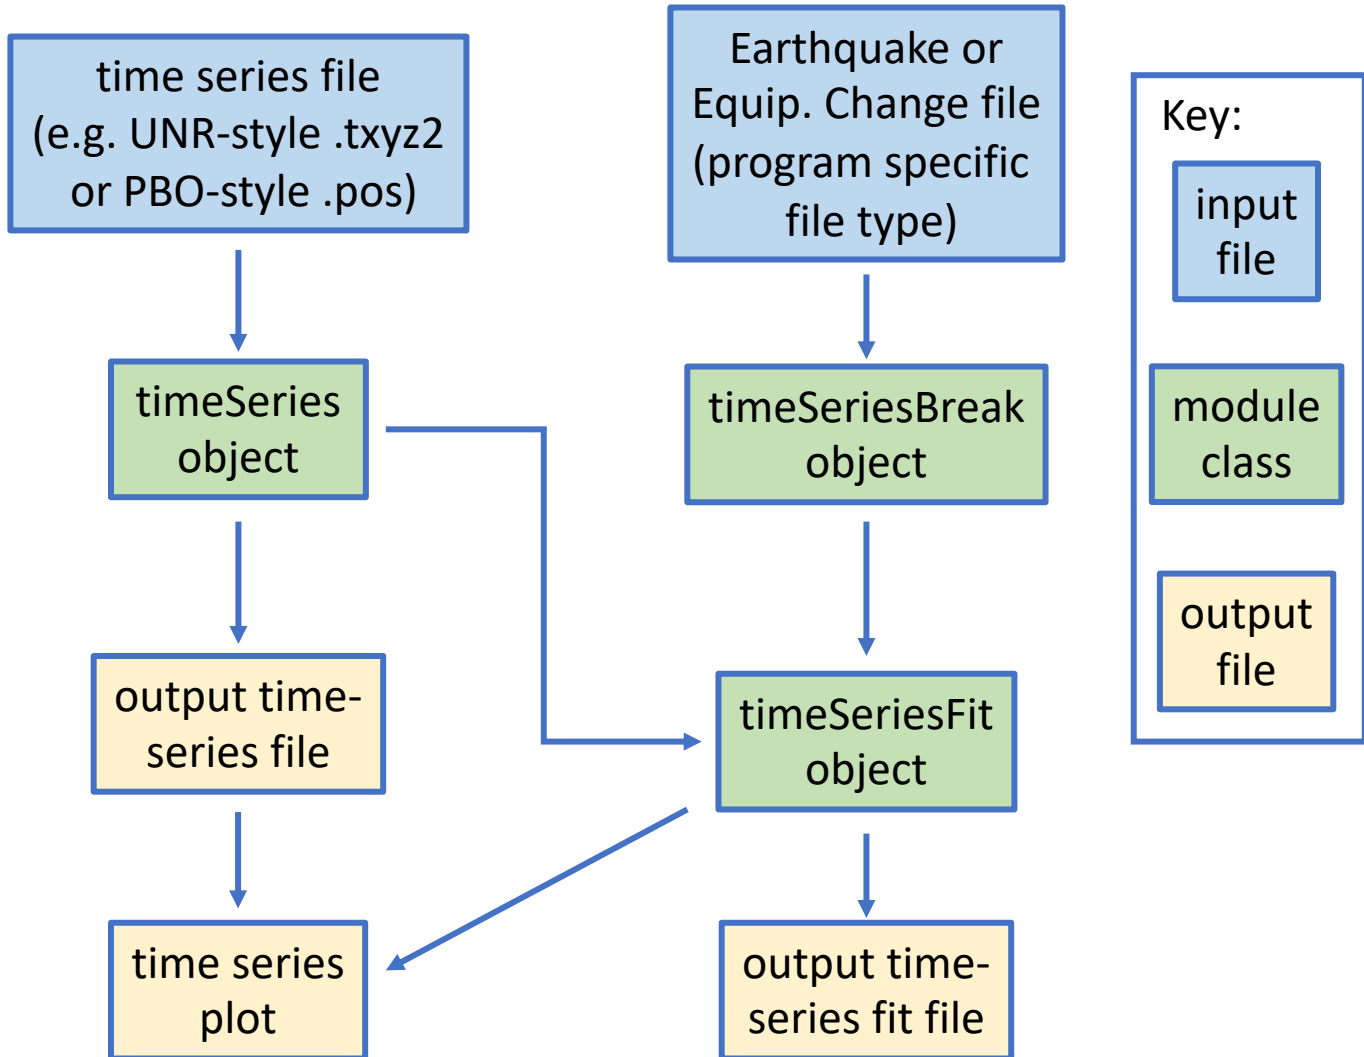 time series file
(e.g. UNR-style .txyz2
or PBO-style .pos)
Earthquake or
Equip. Change file
(program specific
file type)
Key:
input
file
module
class
output
file
timeSeries
object
timeSeriesBreak
object
output time-
series file
timeSeriesFit
object
time series
plot
output time-
series fit file